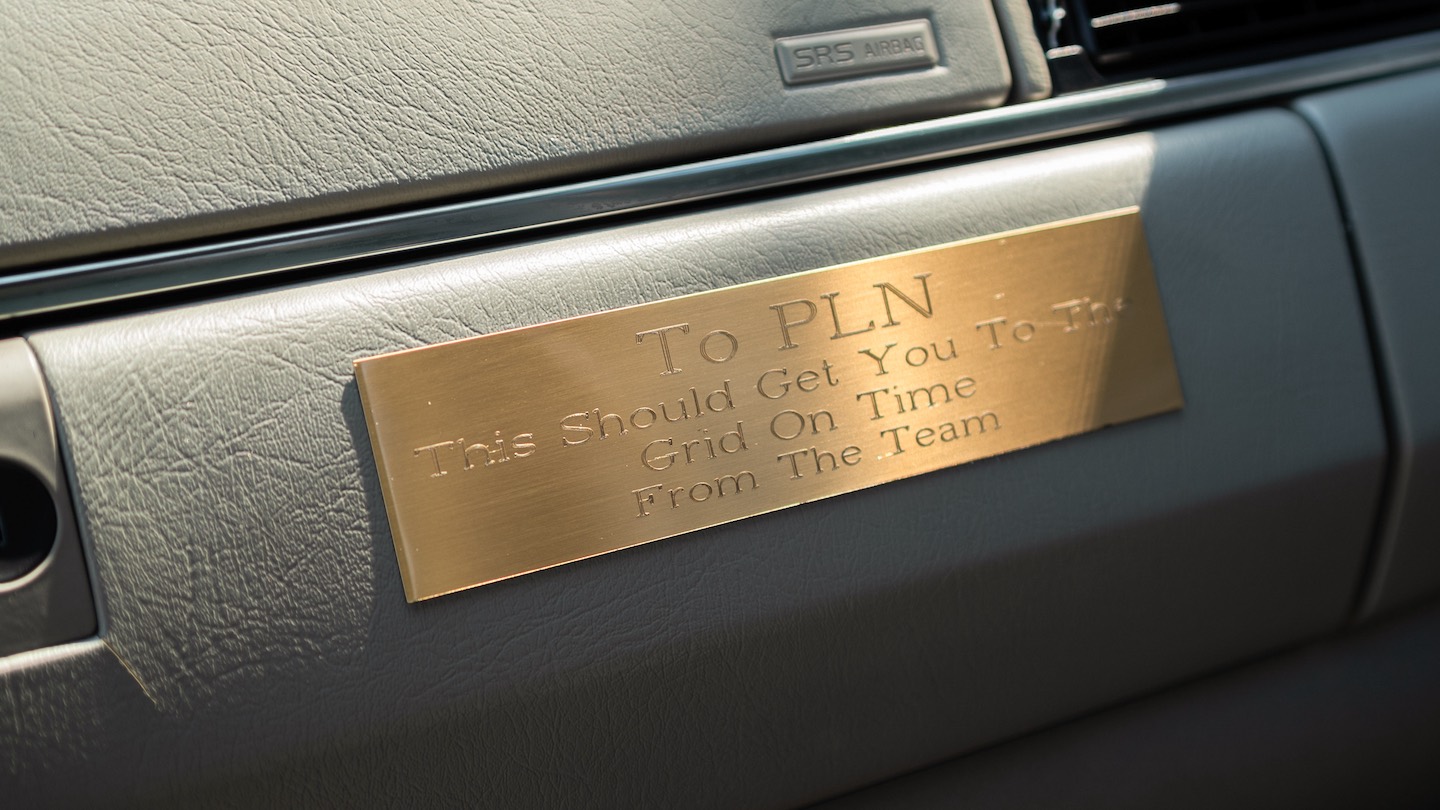 SRS AIRBAG
To PLN
This Should Get You To The
Grid On Time
From The Team